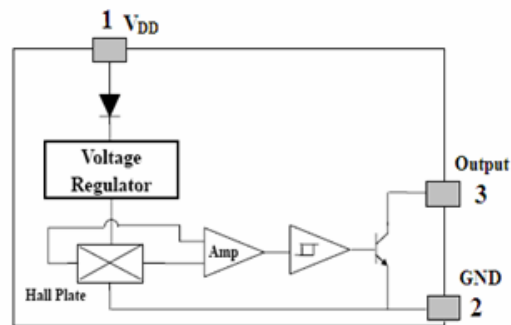 1 VDD
Voltage
Regulator
Output
3
Amp
Hall Plate
GND
2